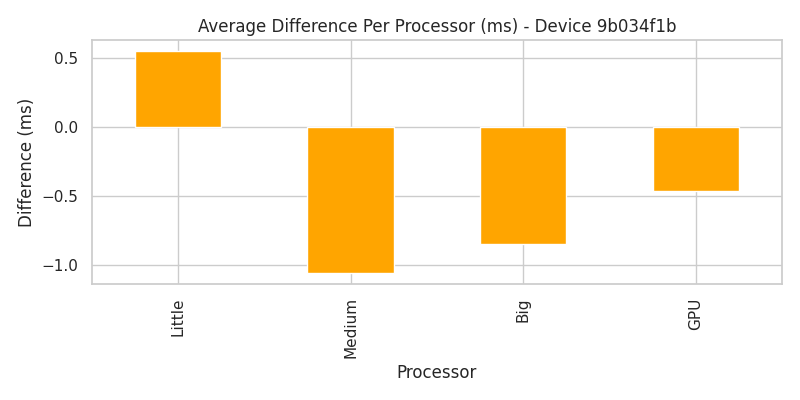 Average Difference Per Processor (ms) - Device 9b034f1b
Difference (ms)
0.5
0.0
−0.5
−1.0
Little
Medium
Big
GPU
Processor